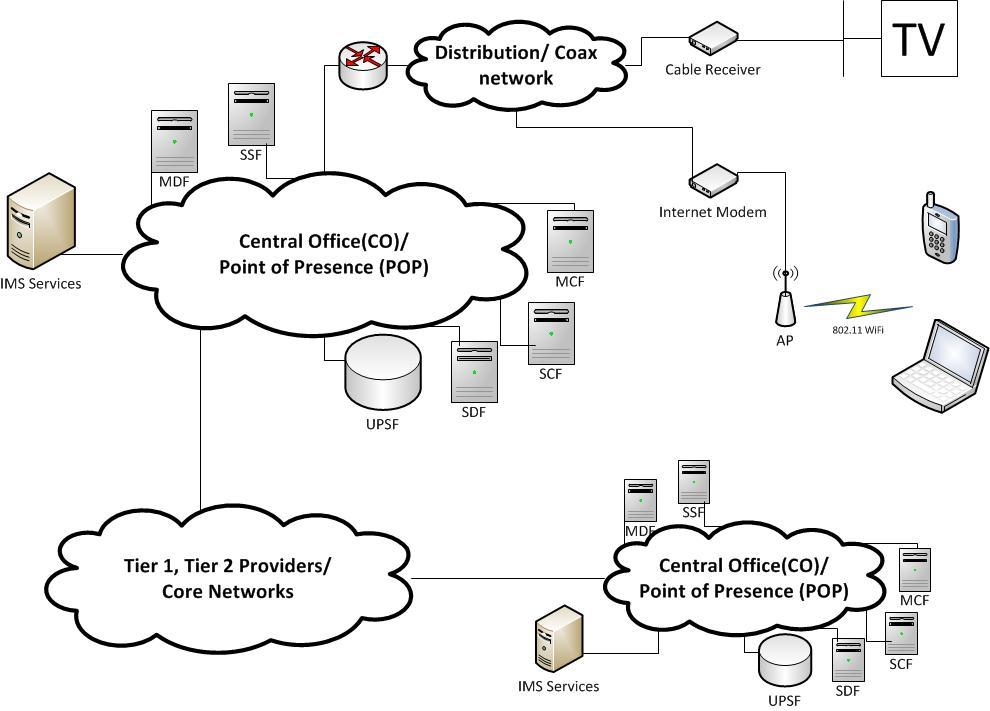 Distribution/ Coax
network
Cable Receiver
TV
SSF
MDF
Internet Modem
Central Office(CO)/
Point of Presence (POP)
IMS Services
MCF
AP
802.11 WiFi
SCF
SDF
UPSF
SSF
MDF
Tier 1, Tier 2 Providers/
Core Networks
Central Office(CO)/
Point of Presence (POP)
MCF
SCF
IMS Services
SDF
UPSF